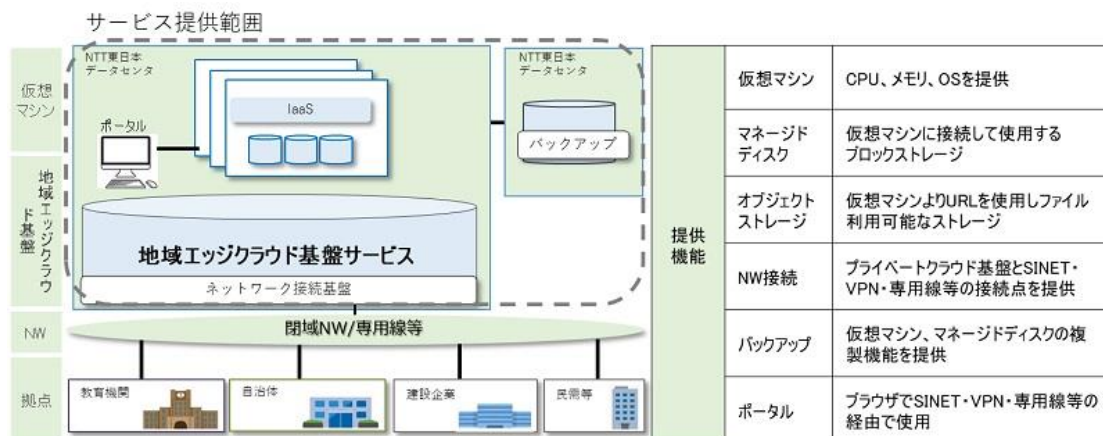 サービス提供範囲
仮想
マシン
地域エッジクラウ
ド基盤
NW
拠点
NTT東日本
データセンタ
IaaS
ポータル
NTT東日本
データセンタ
バックアップ
地域エッジクラウド基盤サービス
ネットワーク接続基盤
閉域NW/専用線等
教育機関
自治体
建設企業
民需等
提供
機能
仮想マシン
CPU、メモリ、OSを提供
マネージド
ディスク
仮想マシンに接続して使用する
ブロックストレージ
オブジェクト
ストレージ
仮想マシンよりURLを使用しファイル
利用可能なストレージ
NW接続
プライベートクラウド基盤とSINET・
VPN・専用線等の接続点を提供
バックアップ
仮想マシン、マネージドディスクの複
製機能を提供
ポータル
ブラウザでSINET・VPN・専用線等の
経由で使用